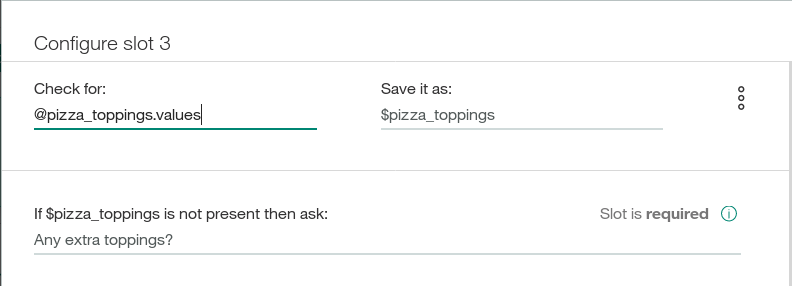 Configure slot 3
Check for: Save it as:
@pizza_toppings.values $pizza_toppings
If $pizza_toppings is not present then ask: Slot is required
Any extra toppings?